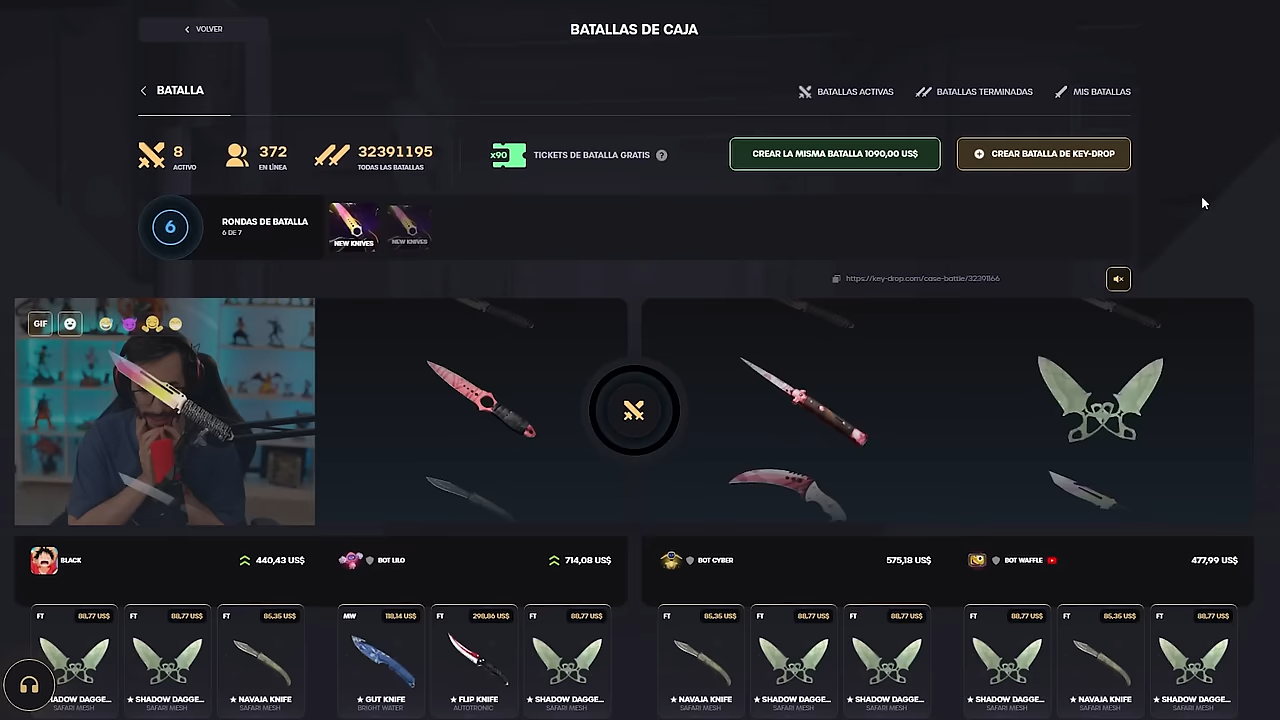 VOLVER
BATALLAS DE CAJA
BATALLA
BATALLAS ACTIVAS
BATALLAS TERMINADAS
MIS BATALLAS
8
ACTIVO
372
EN LÍNEA
32391195
TODAS LAS BATALLAS
x90
TICKETS DE BATALLA GRATIS ?
CREAR LA MISMA BATALLA 1090,00 US$
CREAR BATALLA DE KEY-DROP
6
RONDAS DE BATALLA
6 DE 7
NEW KNIVES
NEW KNIVES
https://key-drop.com/case-battle/32391166
GIF
BLACK
440,43 US$
BOT LILO
714,08 US$
BOT CYBER
575,18 US$
BOT WAFFLE
477,99 US$
FT 88,77 US$
FT 88,77 US$
FT 85,35 US$
MW 118,14 US$
FT 298,86 US$
FT 88,77 US$
FT 85,35 US$
FT 88,77 US$
FT 88,77 US$
FT 88,77 US$
FT 85,35 US$
FT 88,77 US$
HADOW DAGGE...
★ SHADOW DAGGE...
★ NAVAJA KNIFE
★ GUT KNIFE
★ FLIP KNIFE
★ SHADOW DAGGE...
★ NAVAJA KNIFE
★ SHADOW DAGGE...
★ SHADOW DAGGE...
★ SHADOW DAGGE...
★ NAVAJA KNIFE
★ SHADOW DAGGE...
SAFARI MESH
SAFARI MESH
SAFARI MESH
BRIGHT WATER
AUTOTRONIC
SAFARI MESH
SAFARI MESH
SAFARI MESH
SAFARI MESH
SAFARI MESH
SAFARI MESH
SAFARI MESH